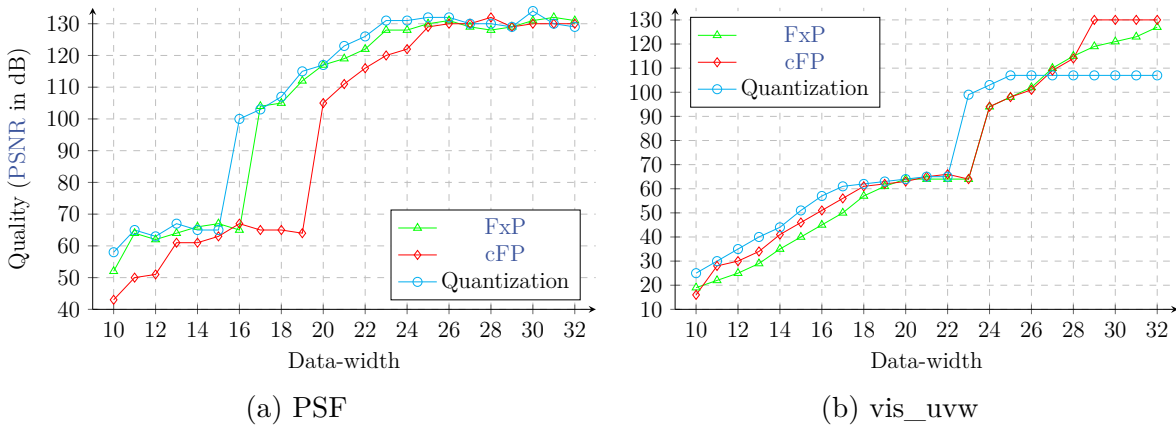 Quality (PSNR in dB)
130
120
110
100
90
80
70
60
50
40
10 12 14 16 18 20 22 24 26 28 30 32
Data-width
FxP
cFP
Quantization
(a) PSF
130
120
110
100
90
80
70
60
50
40
30
20
10
10 12 14 16 18 20 22 24 26 28 30 32
Data-width
FxP
cFP
Quantization
(b) vis_uvw